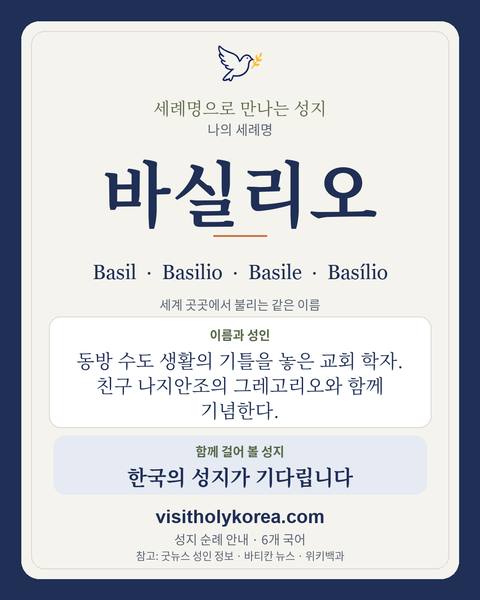 세례명으로 만나는 성지
나의 세례명
바실리오
Basil · Basilio · Basile · Basílio
세계 곳곳에서 불리는 같은 이름
이름과 성인
동방 수도 생활의 기틀을 놓은 교회 학자.
친구 나지안조의 그레고리오와 함께
기념한다.
함께 걸어 볼 성지
한국의 성지가 기다립니다
visitholykorea.com
성지 순례 안내 · 6개 국어
참고: 굿뉴스 성인 정보 · 바티칸 뉴스 · 위키백과